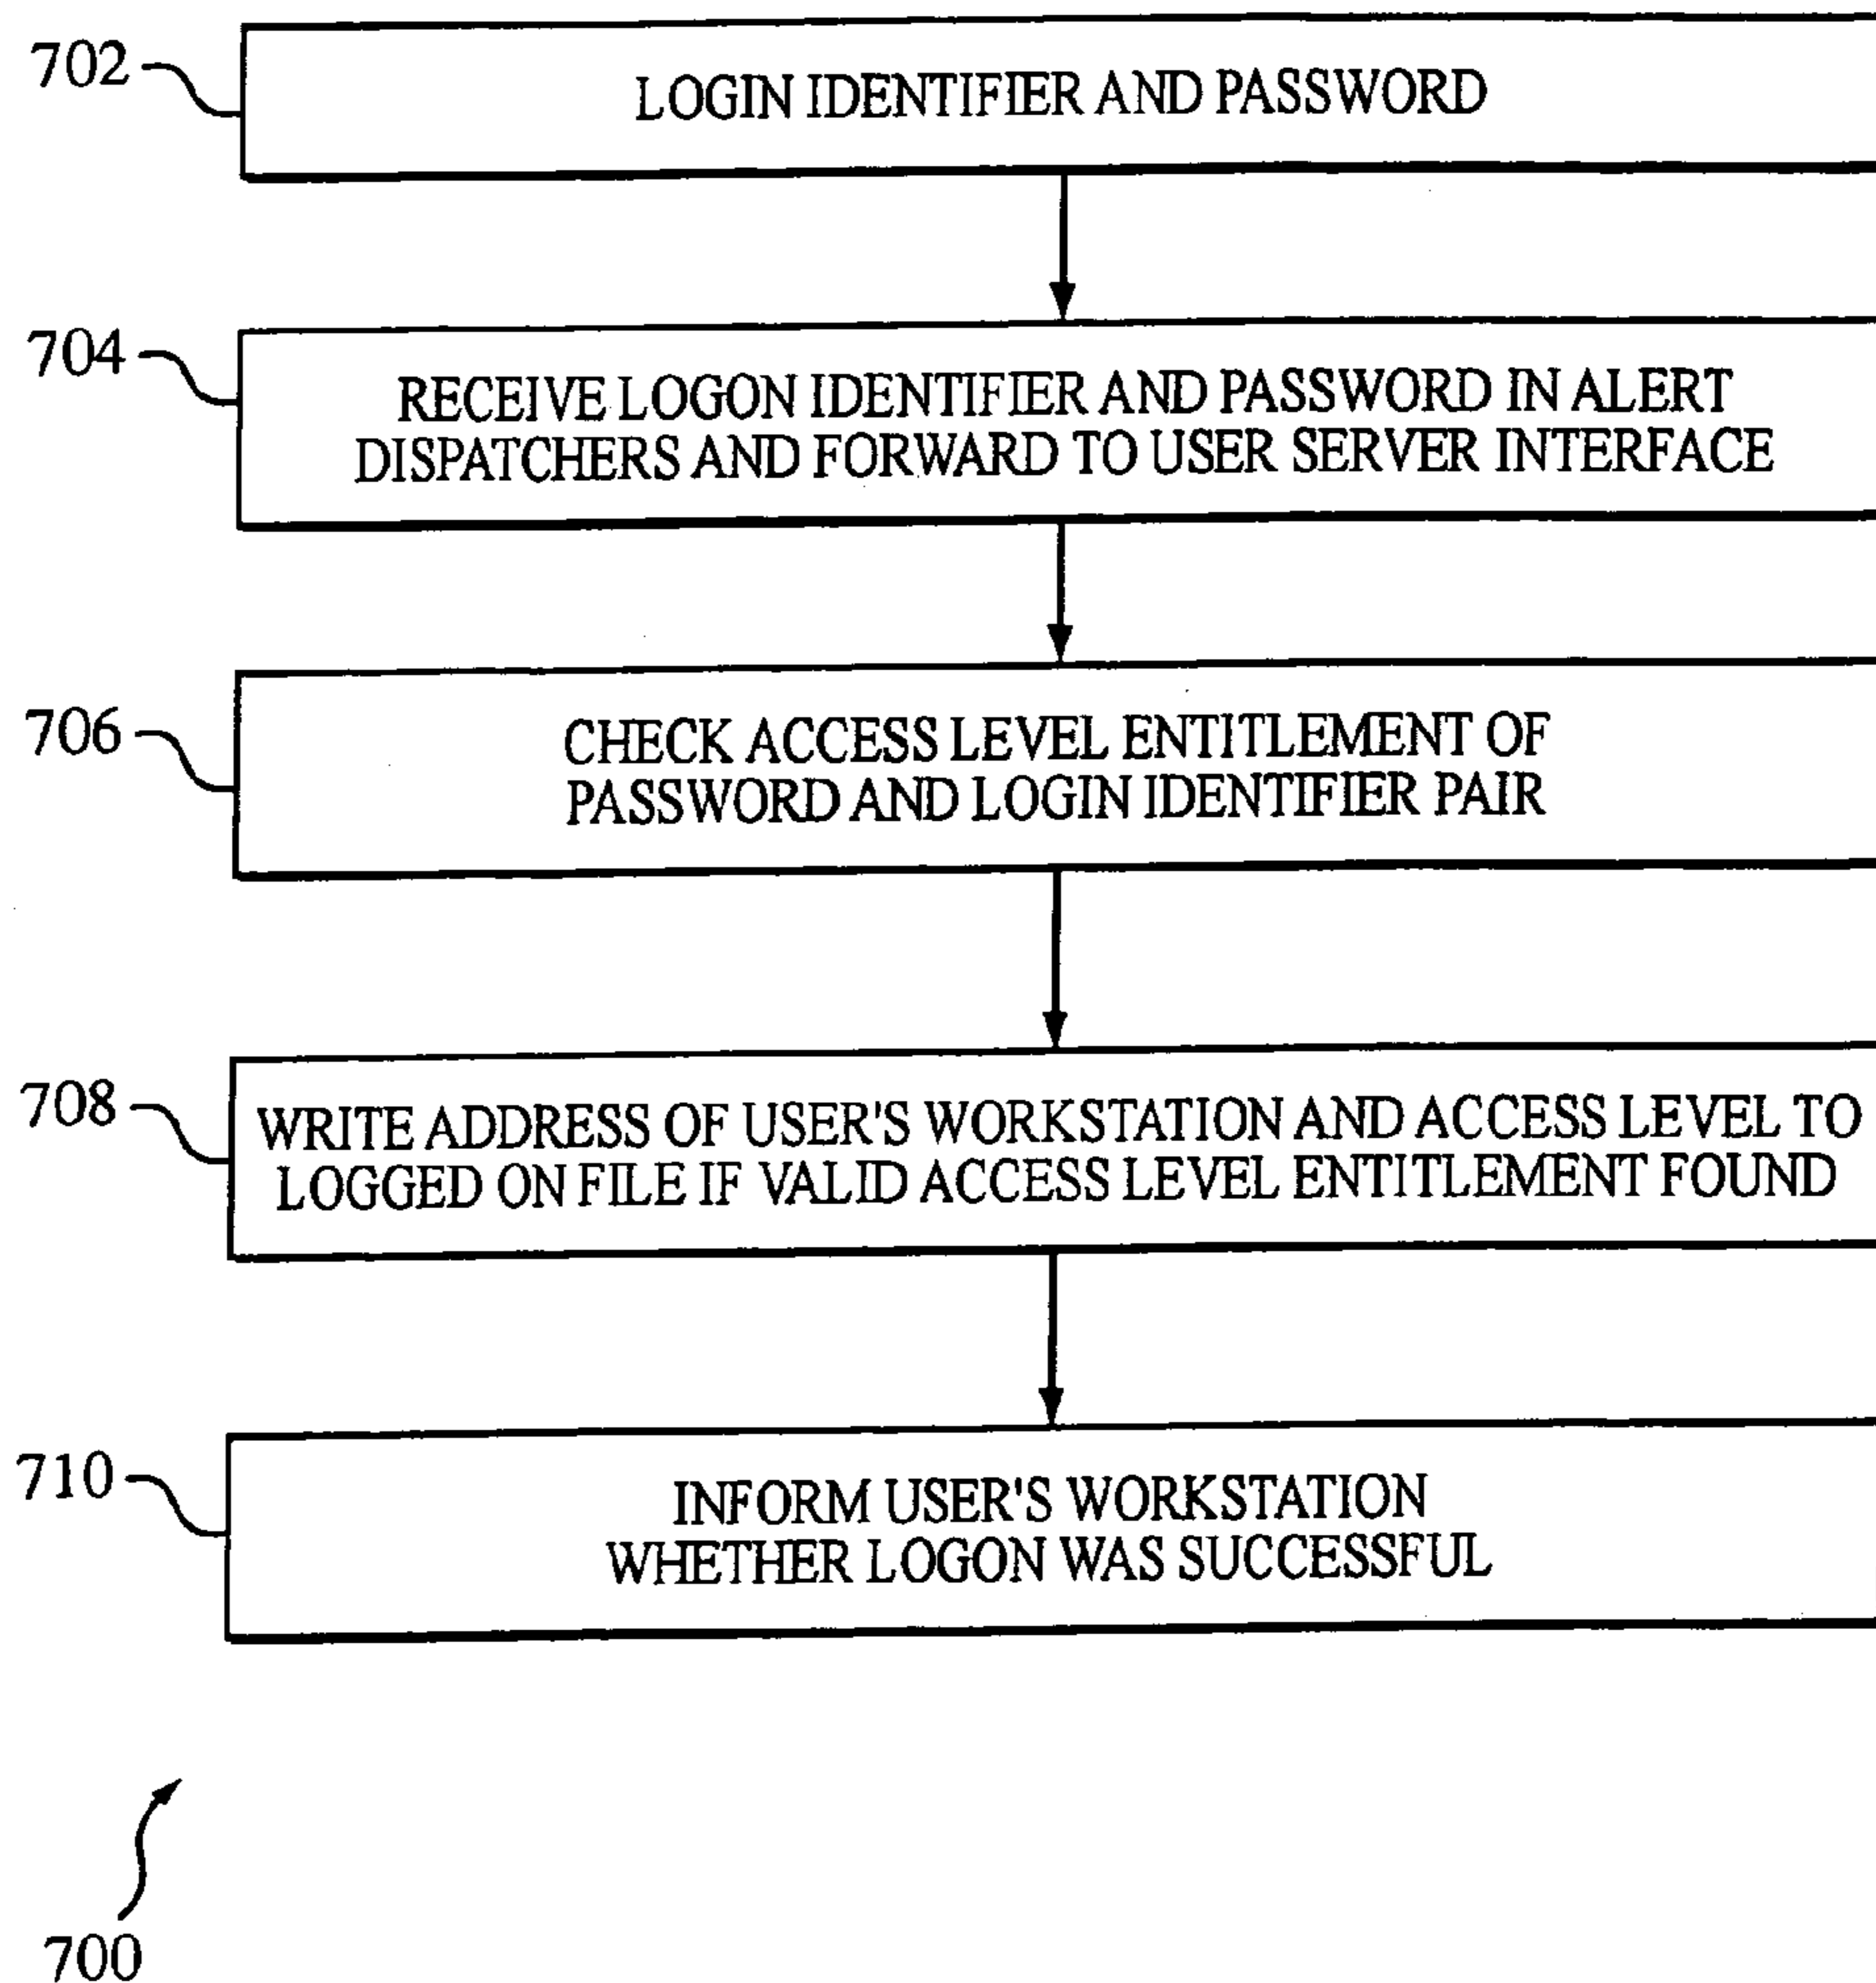 702
LOGIN IDENTIFIER AND PASSWORD
704
RECEIVE LOGON IDENTIFIER AND PASSWORD IN ALERT
DISPATCHERS AND FORWARD TO USER SERVER INTERFACE
706
CHECK ACCESS LEVEL ENTITLEMENT OF
PASSWORD AND LOGIN IDENTIFIER PAIR
708
WRITE ADDRESS OF USER'S WORKSTATION AND ACCESS LEVEL TO
LOGGED ON FILE IF VALID ACCESS LEVEL ENTITLEMENT FOUND
710
INFORM USER'S WORKSTATION
WHETHER LOGON WAS SUCCESSFUL
700